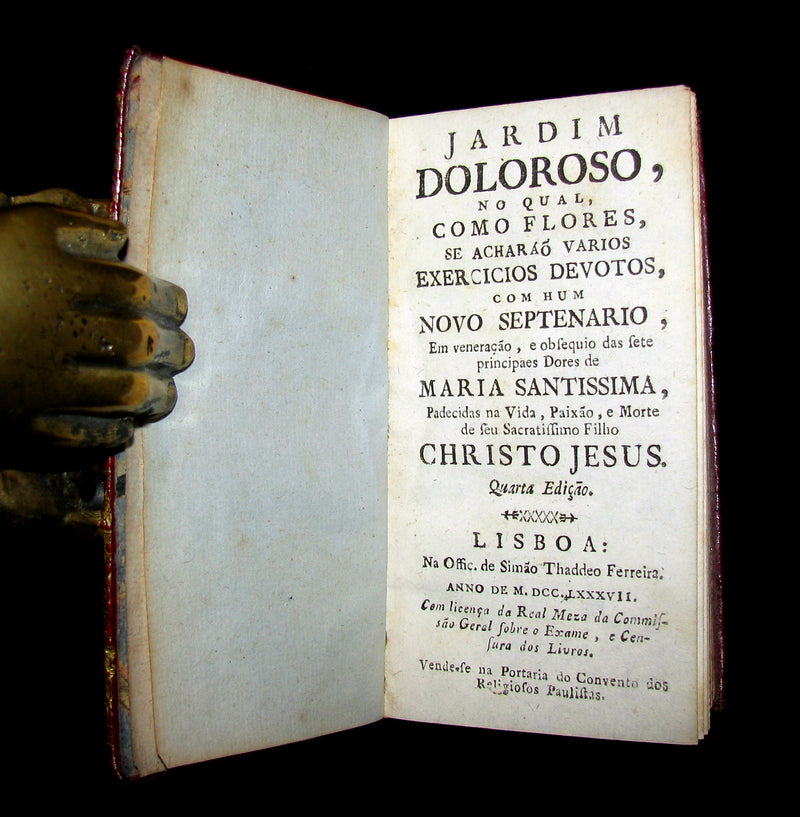 JARDIM
DOLOROSO,
NO QUAL,
COMO FLORES,
SE ACHARÁÕ VARIOS
EXERCICIOS DEVOTOS,
COM HUM
NOVO SEPTENARIO ,
Em veneração , e obſequio das ſete
principaes Dores de
MARIA SANTISSIMA,
Padecidas na Vida , Paixão , e Morte
de ſeu Sacratiſſimo Filho
CHRISTO JESUS.
Quarta Edição.
LISBOA:
Na Offic. de Simão Thaddeo Ferreira.
ANNO DE M. DCC. LXXXVII.
Com licença da Real Meza da Commiſ-
são Geral ſobre o Exame , e Cen-
ſura dos Livros.
Vende-ſe na Portaria do Convento dos
Religioſos Pauliſtas.